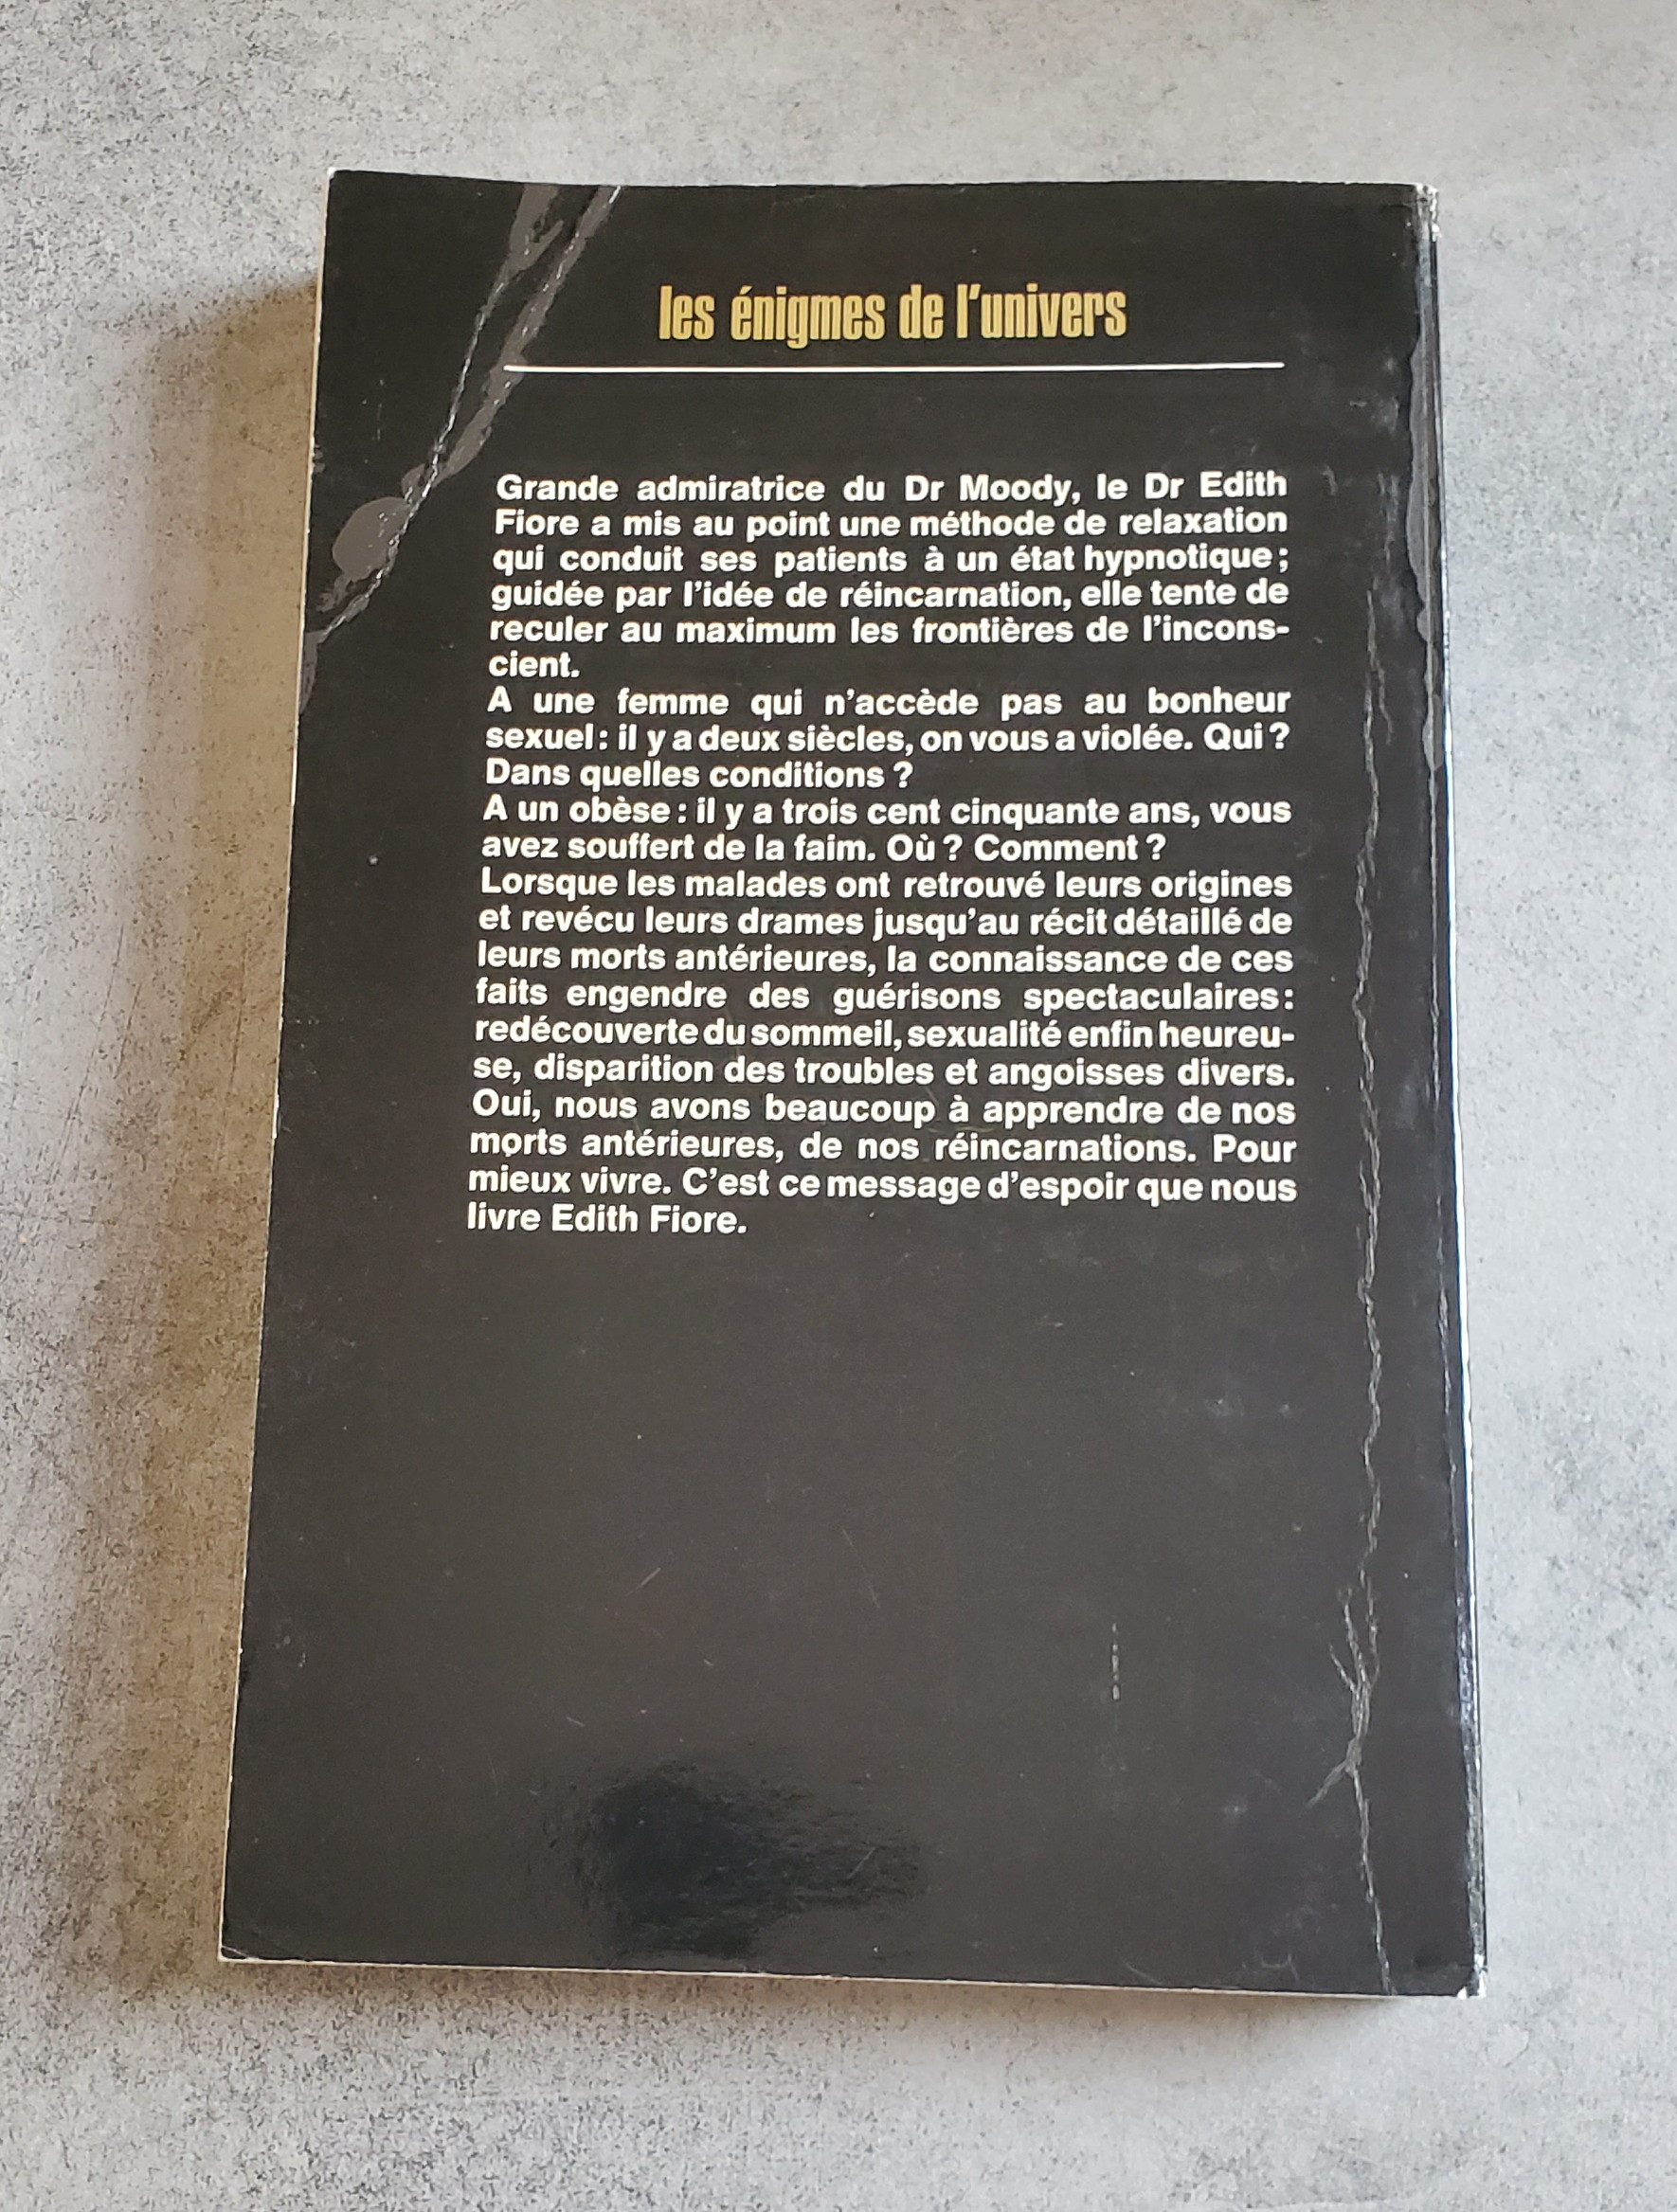 les énigmes de l'univers
Grande admiratrice du Dr Moody, le Dr Edith
Fiore a mis au point une méthode de relaxation
qui conduit ses patients à un état hypnotique ;
guidée par l'idée de réincarnation, elle tente de
reculer au maximum les frontières de l'incons-
cient.
A une femme qui n'accède pas au bonheur
sexuel : il y a deux siècles, on vous a violée. Qui ?
Dans quelles conditions ?
A un obèse : il y a trois cent cinquante ans, vous
avez souffert de la faim. Où ? Comment ?
Lorsque les malades ont retrouvé leurs origines
et revécu leurs drames jusqu'au récit détaillé de
leurs morts antérieures, la connaissance de ces
faits engendre des guérisons spectaculaires :
redécouverte du sommeil, sexualité enfin heureu-
se, disparition des troubles et angoisses divers.
Oui, nous avons beaucoup à apprendre de nos
morts antérieures, de nos réincarnations. Pour
mieux vivre. C'est ce message d'espoir que nous
livre Edith Fiore.